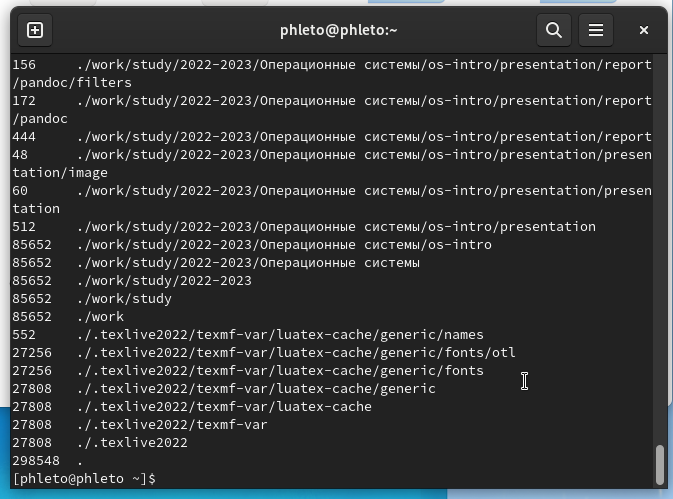 phleto@phleto:~
156     ./work/study/2022-2023/Операционные системы/os-intro/presentation/report
/pandoc/filters
172     ./work/study/2022-2023/Операционные системы/os-intro/presentation/report
/pandoc
444     ./work/study/2022-2023/Операционные системы/os-intro/presentation/report
48      ./work/study/2022-2023/Операционные системы/os-intro/presentation/presen
tation/image
60      ./work/study/2022-2023/Операционные системы/os-intro/presentation/presen
tation
512     ./work/study/2022-2023/Операционные системы/os-intro/presentation
85652   ./work/study/2022-2023/Операционные системы/os-intro
85652   ./work/study/2022-2023/Операционные системы
85652   ./work/study/2022-2023
85652   ./work/study
85652   ./work
552     ./.texlive2022/texmf-var/luatex-cache/generic/names
27256   ./.texlive2022/texmf-var/luatex-cache/generic/fonts/otl
27256   ./.texlive2022/texmf-var/luatex-cache/generic/fonts
27808   ./.texlive2022/texmf-var/luatex-cache/generic
27808   ./.texlive2022/texmf-var/luatex-cache
27808   ./.texlive2022/texmf-var
27808   ./.texlive2022
298548  .
[phleto@phleto ~]$